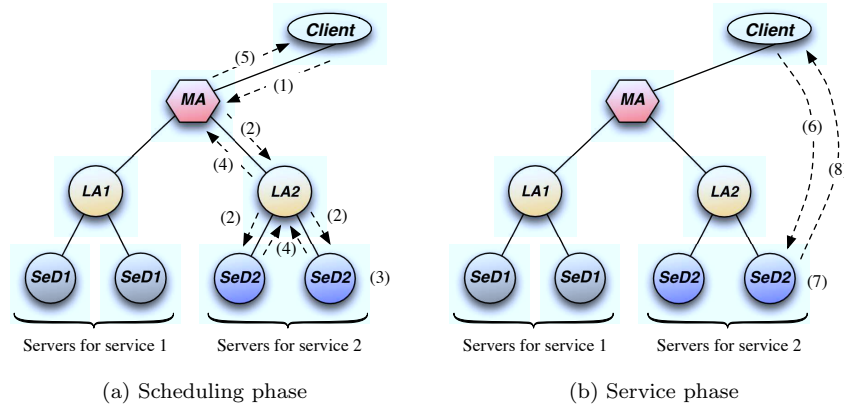 Client
(5)
(1)
MA
(2)
(4)
LA1
LA2
(2)
(2)
(4)
SeD1
SeD1
SeD2
SeD2
(3)
Servers for service 1
Servers for service 2
(a) Scheduling phase
Client
MA
(6)
(8)
LA1
LA2
SeD1
SeD1
SeD2
SeD2
(7)
Servers for service 1
Servers for service 2
(b) Service phase